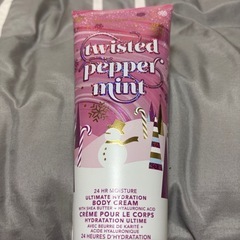 twisted
pepper
mint
24 HR MOISTURE
ULTIMATE HYDRATION
BODY CREAM
WITH SHEA BUTTER + HYALURONIC ACID
CRÈME POUR LE CORPS
HYDRATATION ULTIME
AVEC BEURRE DE KARITÉ +
ACIDE HYALURONIQUE
24 HEURES D'HYDRATATION